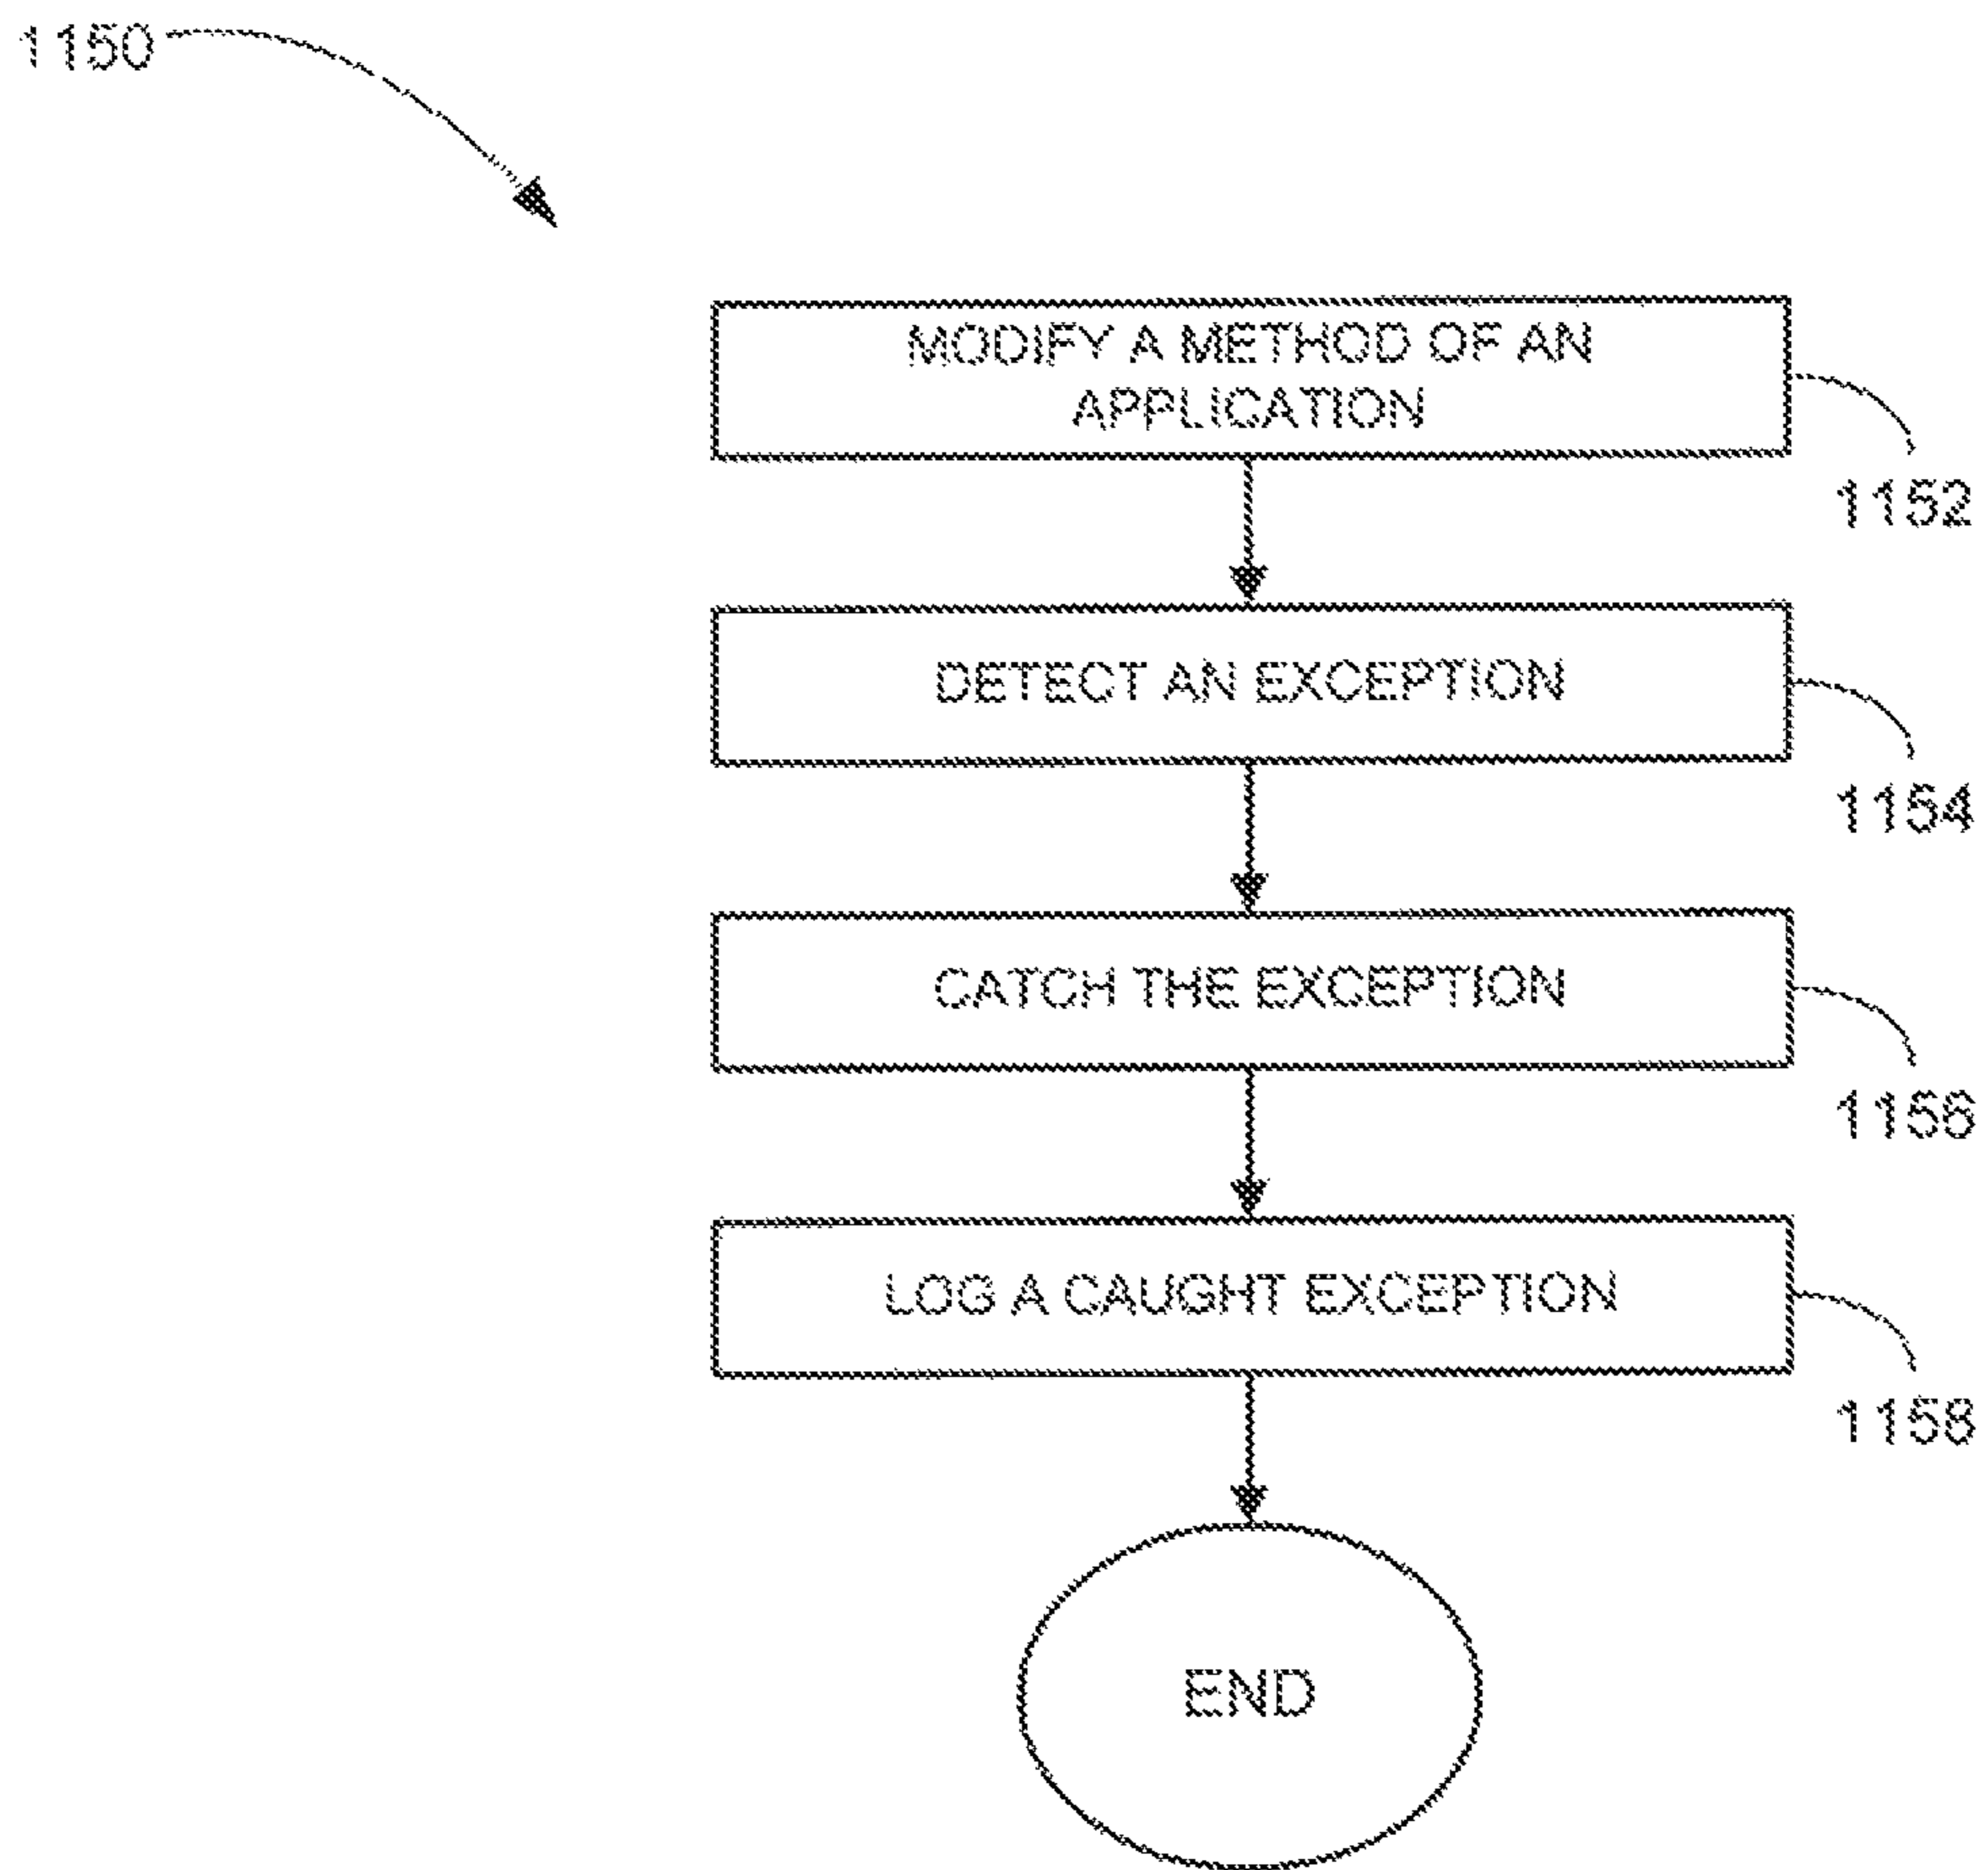 1150
MODIFY A METHOD OF AN
APPLICATION
1152
DETECT AN EXCEPTION
1154
CATCH THE EXCEPTION
1156
LOG A CAUGHT EXCEPTION
1158
END